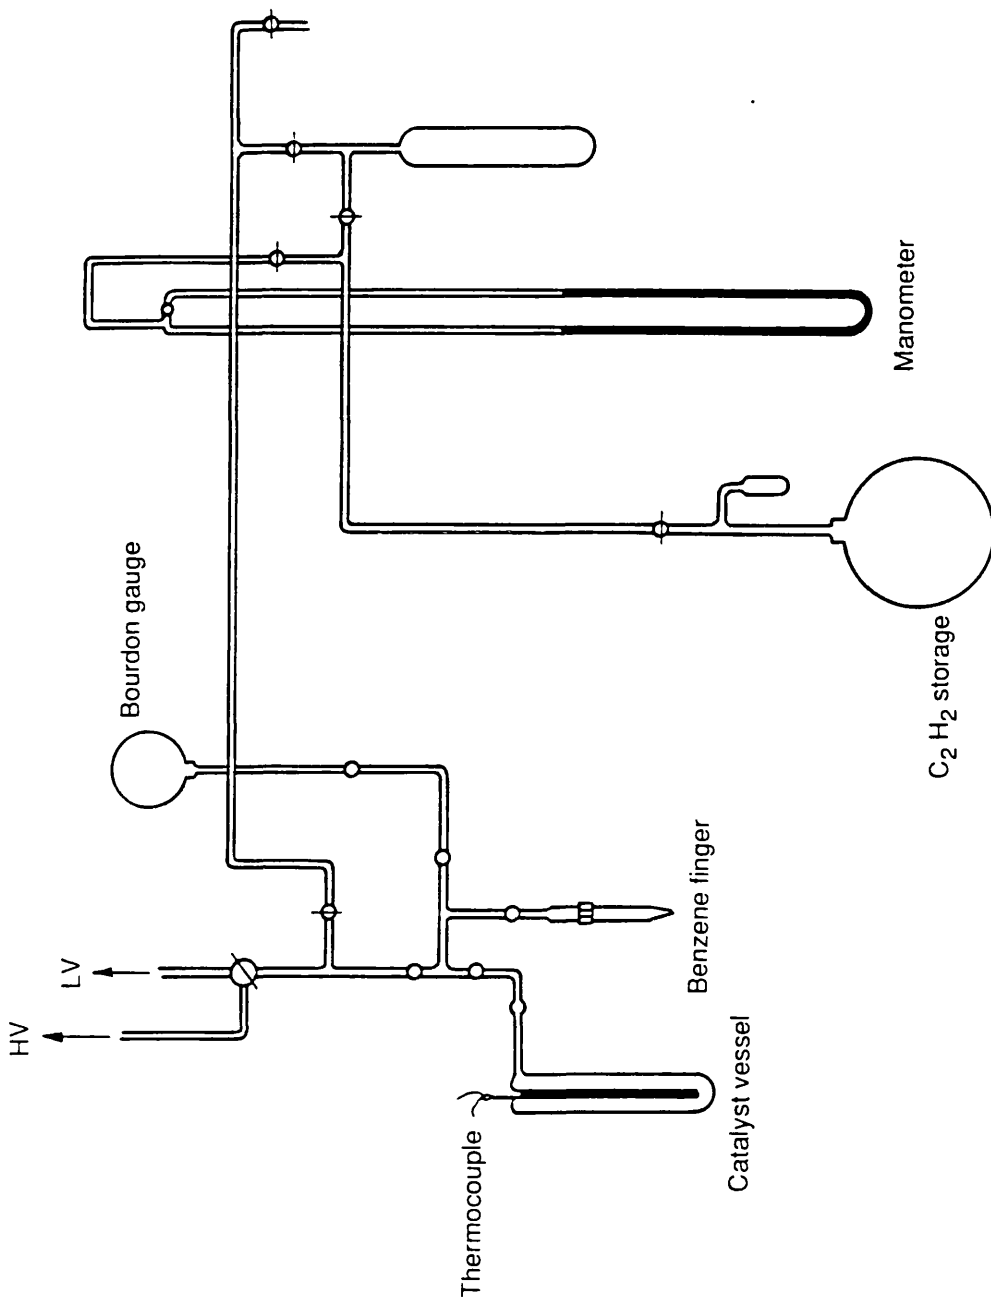 HV
LV
Thermocouple
Catalyst vessel
Benzene finger
Bourdon gauge
C₂ H₂ storage
Manometer